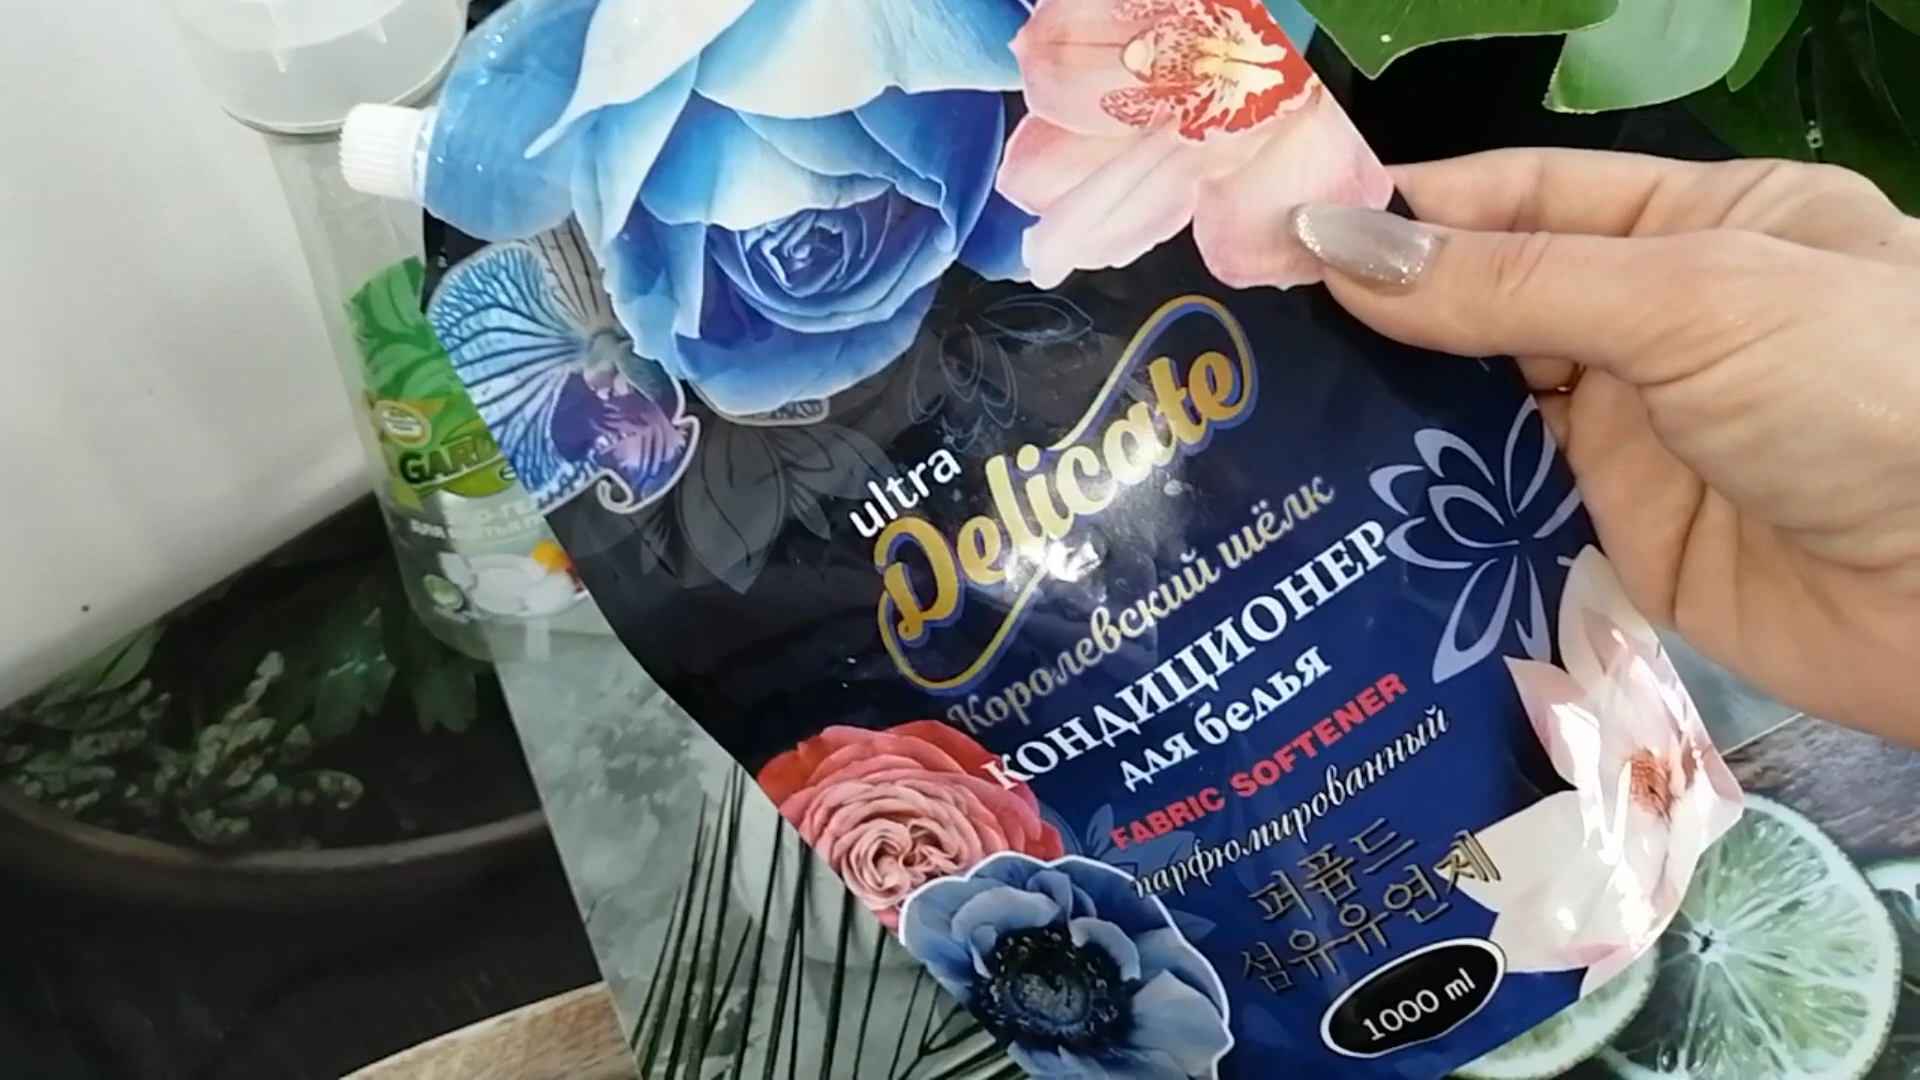 ultra
Delicate
Королевский шёлк
КОНДИЦИОНЕР
для белья
FABRIC SOFTENER
парфюмированный
퍼퓸드
섬유유연제
1000 ml